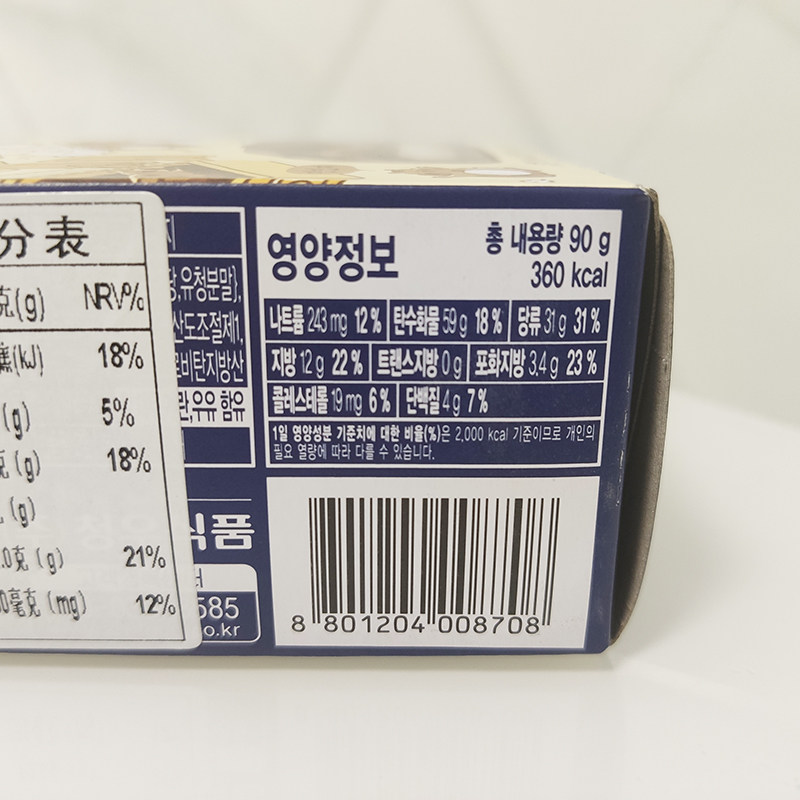 分表
克(g) NRV%
(kJ) 18%
(g) 5%
克(g) 18%
(g)
.0克(g) 21%
0毫克(mg) 12%
유청분말),
산도조절제1,
비탄지방산
란,우유 함유
식품
585
o.kr
영양정보
총 내용량 90 g
360 kcal
나트륨 243 mg 12 % 탄수화물 59 g 18 % 당류 31 g 31 %
지방 12 g 22 % 트랜스지방 0 g 포화지방 3.4 g 23 %
콜레스테롤 19 mg 6 % 단백질 4 g 7 %
1일 영양성분 기준치에 대한 비율(%)은 2,000 kcal 기준이므로 개인의
필요 열량에 따라 다를 수 있습니다.
8 801204 008708